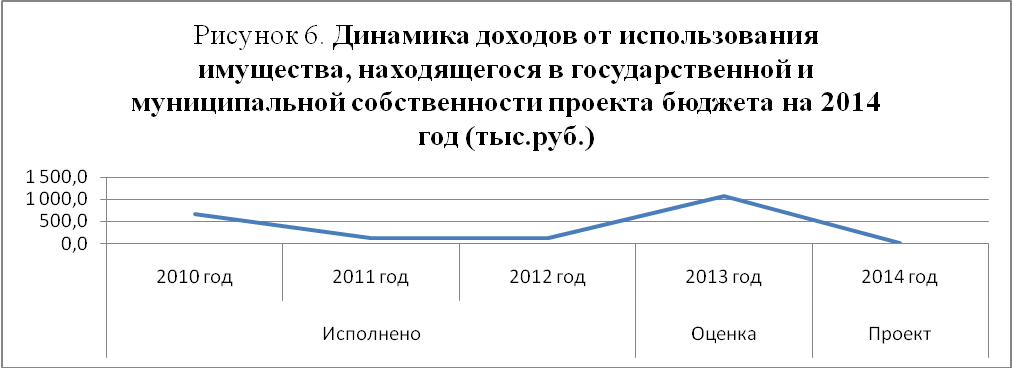 Рисунок 6. Динамика доходов от использования
имущества, находящегося в государственной и
муниципальной собственности проекта бюджета на 2014
год (тыс.руб.)
1 500,0
1 000,0
500,0
0,0
2010 год 2011 год 2012 год 2013 год 2014 год
Исполнено Оценка Проект